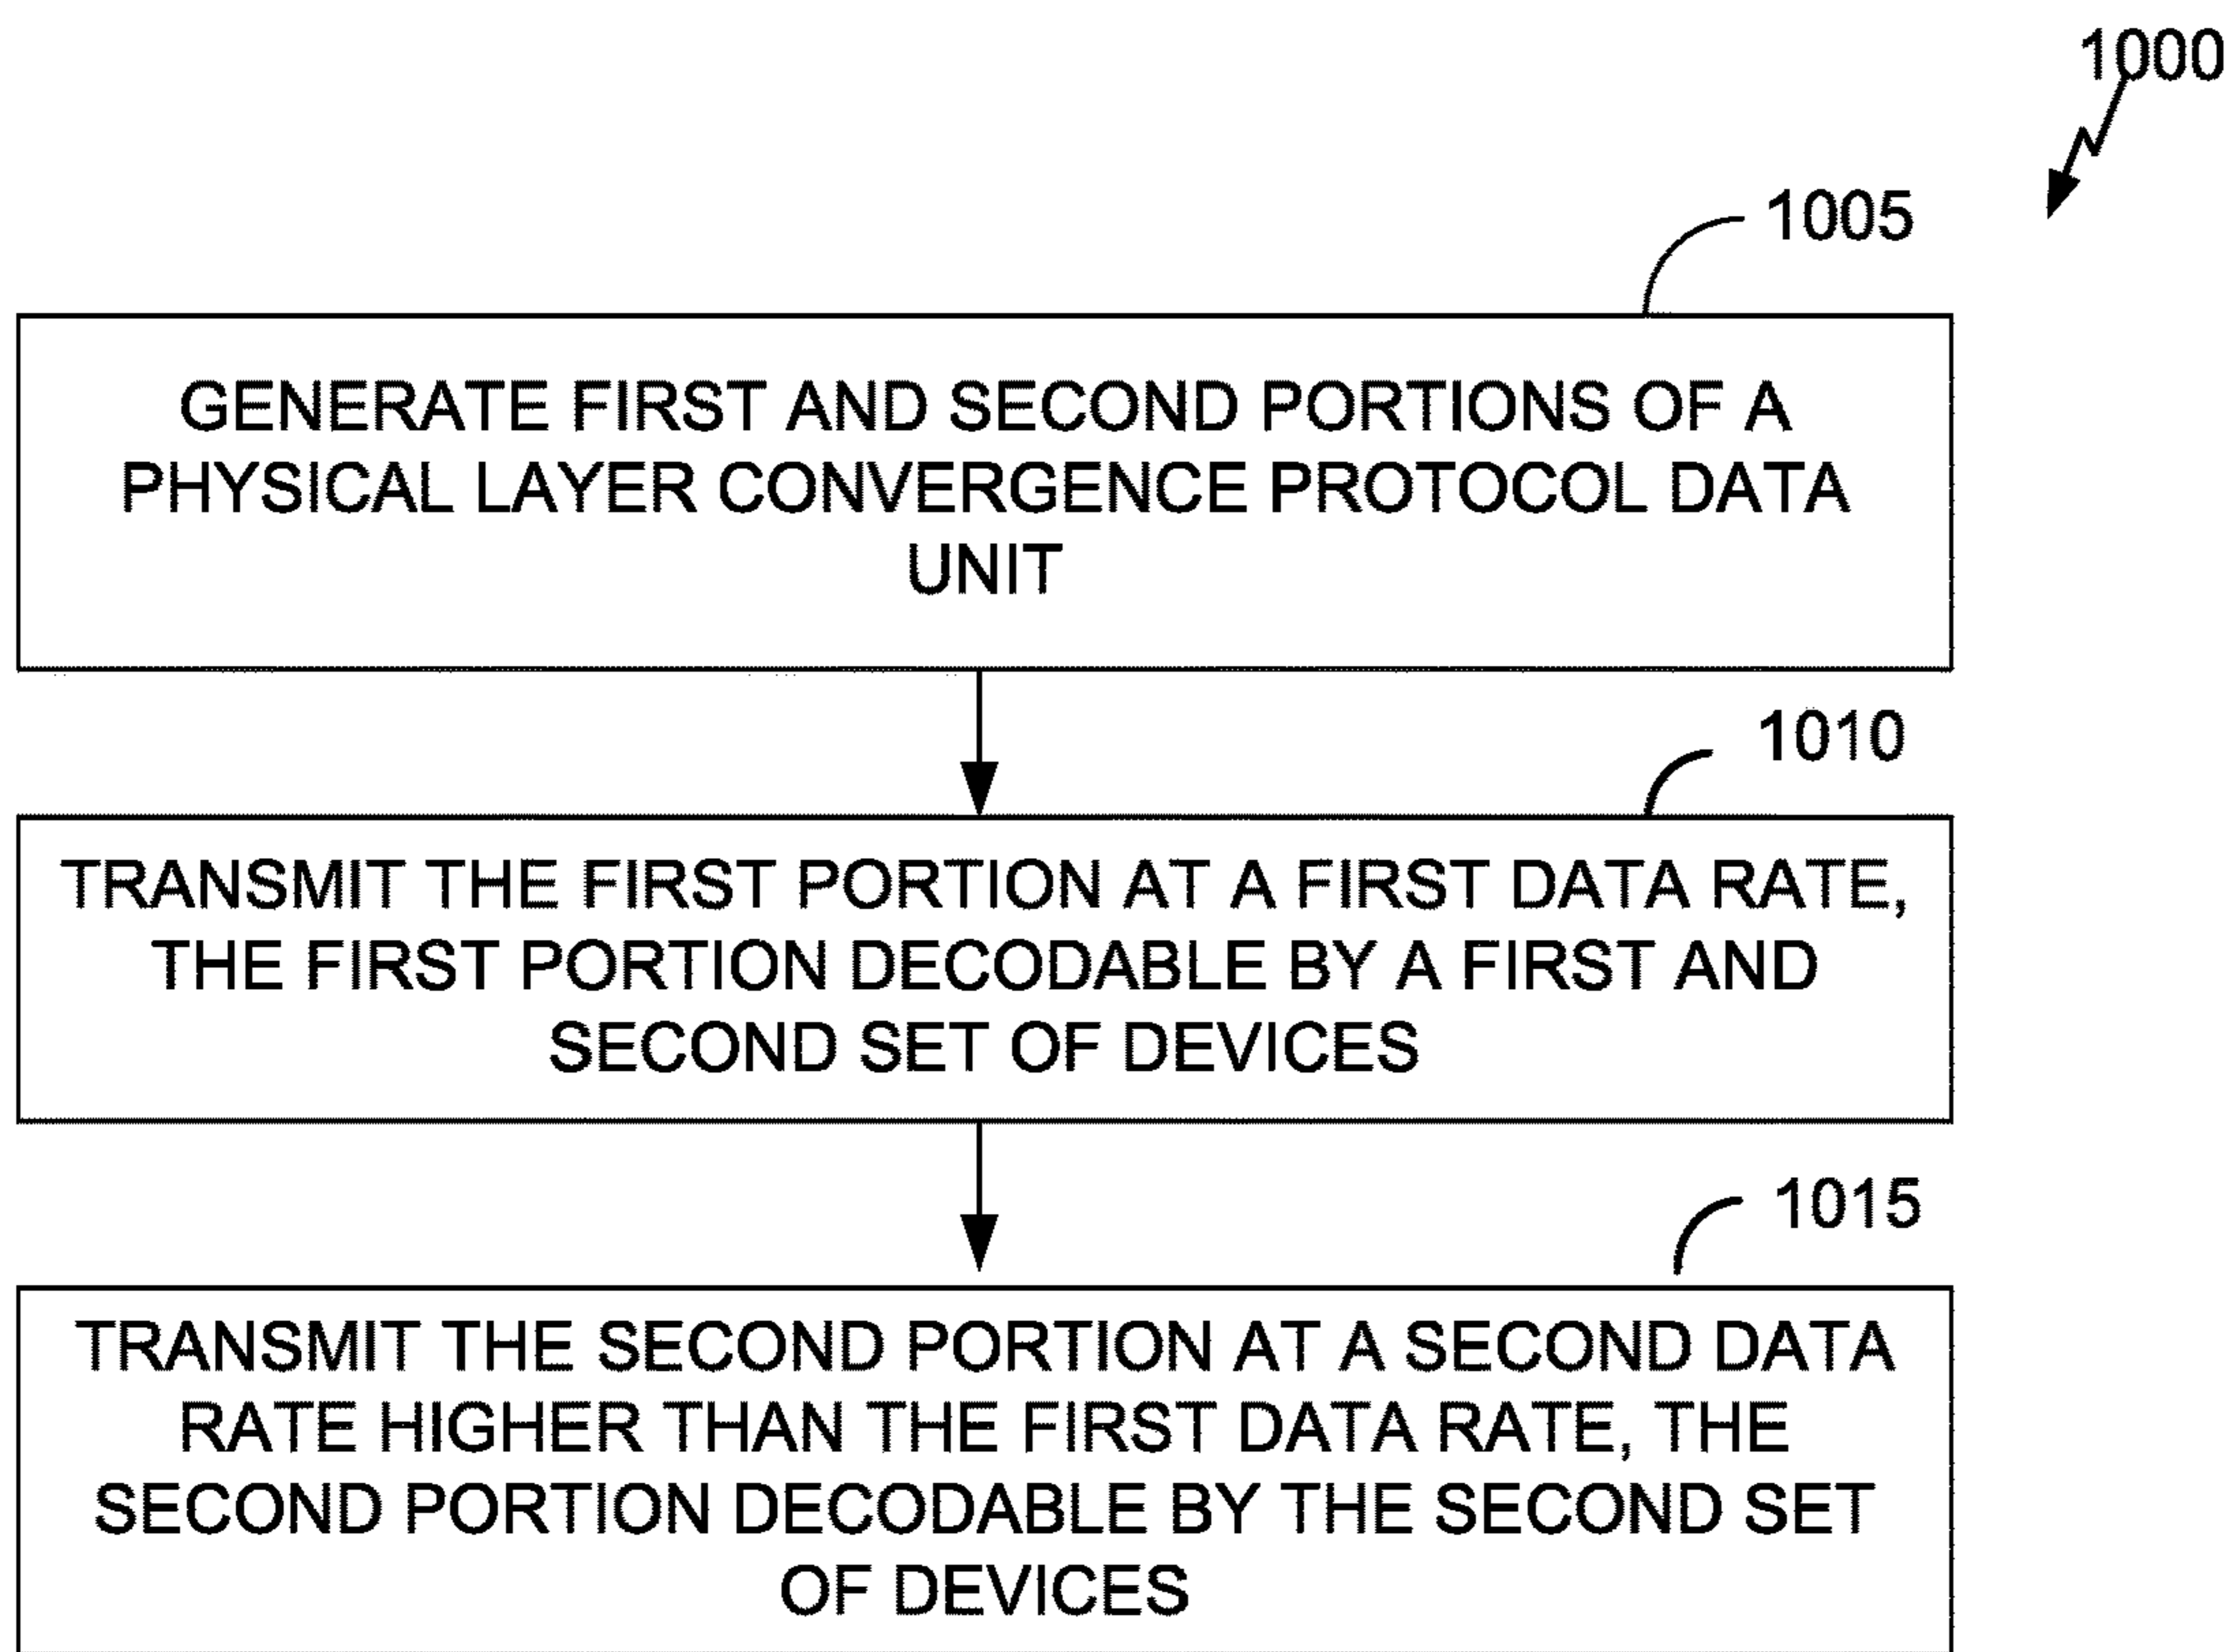 1000
1005
GENERATE FIRST AND SECOND PORTIONS OF A
PHYSICAL LAYER CONVERGENCE PROTOCOL DATA
UNIT
1010
TRANSMIT THE FIRST PORTION AT A FIRST DATA RATE,
THE FIRST PORTION DECODABLE BY A FIRST AND
SECOND SET OF DEVICES
1015
TRANSMIT THE SECOND PORTION AT A SECOND DATA
RATE HIGHER THAN THE FIRST DATA RATE, THE
SECOND PORTION DECODABLE BY THE SECOND SET
OF DEVICES